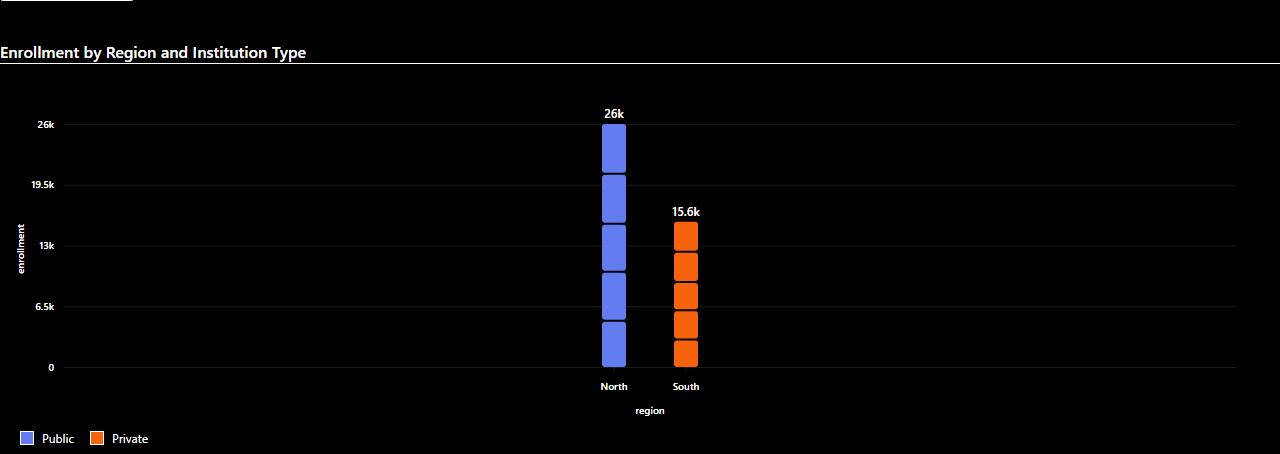 Enrollment by Region and Institution Type
26k
15.6k
26k
19.5k
13k
6.5k
0
enrollment
North South
region
Public Private